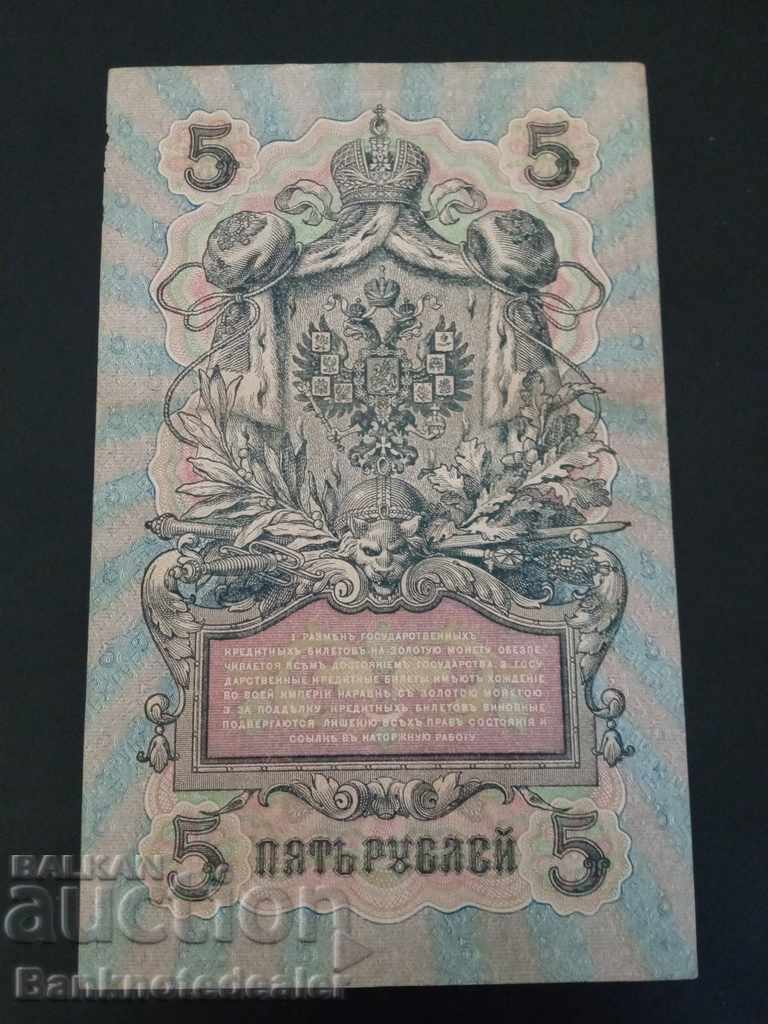 5 5
1. РАЗМѢНЪ ГОСУДАРСТВЕННЫХЪ
КРЕДИТНЫХЪ БИЛЕТОВЪ НА ЗОЛОТУЮ МОНЕТУ ОБЕЗПЕ-
ЧИВАЕТСЯ ВСѢМЪ ДОСТОЯНІЕМЪ ГОСУДАРСТВА. 2. ГОСУ-
ДАРСТВЕННЫЕ КРЕДИТНЫЕ БИЛЕТЫ ИМѢЮТЪ ХОЖДЕНІЕ
ВО ВСЕЙ ИМПЕРІИ НАРАВНѢ СЪ ЗОЛОТОЮ МОНЕТОЮ.
3. ЗА ПОДДѢЛКУ КРЕДИТНЫХЪ БИЛЕТОВЪ ВИНОВНЫЕ
ПОДВЕРГАЮТСЯ ЛИШЕНІЮ ВСѢХЪ ПРАВЪ СОСТОЯНІЯ И
ССЫЛКѢ ВЪ КАТОРЖНУЮ РАБОТУ.
5 ПЯТЬ РУБЛЕЙ 5
BALKAN
auction
Banknotedealer